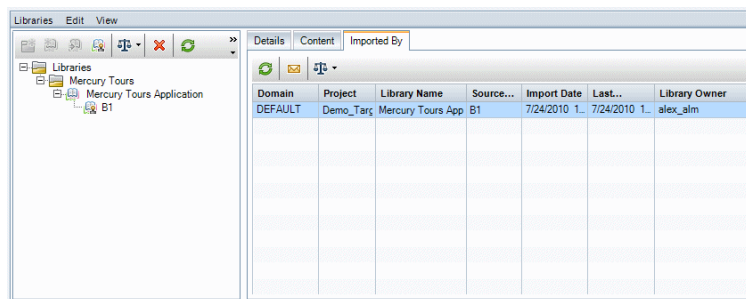 Libraries Edit View
»
Details Content Imported By
Libraries
Mercury Tours
Mercury Tours Application
B1
Domain Project Library Name Source... Import Date Last... Library Owner
DEFAULT Demo_Targ Mercury Tours App B1 7/24/2010 1... 7/24/2010 1... alex_alm